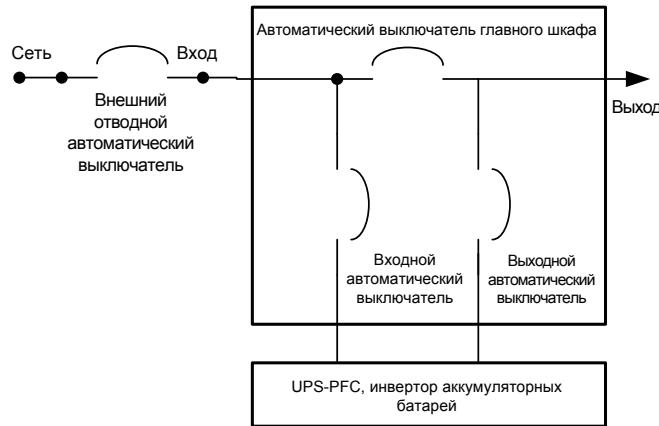 Автоматический выключатель главного шкафа
Сеть
Вход
Внешний
отводной
автоматический
выключатель
Выход
Входной
автоматический
выключатель
Выходной
автоматический
выключатель
UPS-PFC, инвертор аккумуляторных
батарей